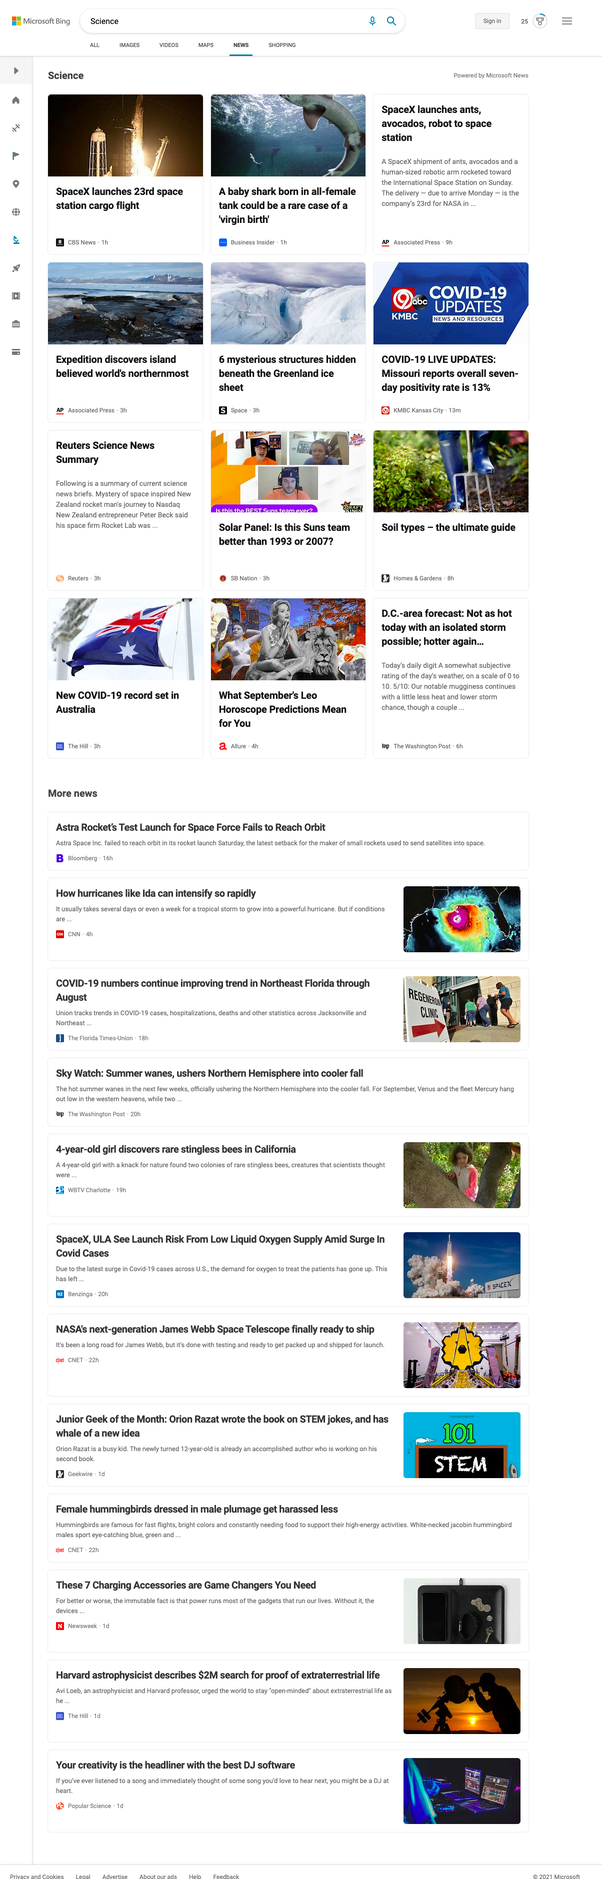 Microsoft Bing
Science
Sign in
25
ALL IMAGES VIDEOS MAPS NEWS SHOPPING
Science
Powered by Microsoft News
SpaceX launches 23rd space
station cargo flight
CBS News · 1h
A baby shark born in all-female
tank could be a rare case of a
'virgin birth'
Business Insider · 1h
SpaceX launches ants,
avocados, robot to space
station
A SpaceX shipment of ants, avocados and a
human-sized robotic arm rocketed toward
the International Space Station on Sunday.
The delivery — due to arrive Monday — is the
company's 23rd for NASA in ...
AP Associated Press · 9h
Expedition discovers island
believed world's northernmost
AP Associated Press · 3h
6 mysterious structures hidden
beneath the Greenland ice
sheet
S Space · 3h
9 abc
KMBC
COVID-19
UPDATES
NEWS AND RESOURCES
COVID-19 LIVE UPDATES:
Missouri reports overall seven-
day positivity rate is 13%
KMBC Kansas City · 13m
Reuters Science News
Summary
Following is a summary of current science
news briefs. Mystery of space inspired New
Zealand rocket man's journey to Nasdaq
New Zealand entrepreneur Peter Beck said
his space firm Rocket Lab was ...
Reuters · 3h
Is this the BEST Suns team ever?
Solar Panel: Is this Suns team
better than 1993 or 2007?
SB Nation · 3h
Soil types – the ultimate guide
Homes & Gardens · 8h
New COVID-19 record set in
Australia
The Hill · 3h
What September's Leo
Horoscope Predictions Mean
for You
a Allure · 4h
D.C.-area forecast: Not as hot
today with an isolated storm
possible; hotter again…
Today's daily digit A somewhat subjective
rating of the day's weather, on a scale of 0 to
10. 5/10: Our notable mugginess continues
with a little less heat and lower storm
chance, though a couple ...
wp The Washington Post · 6h
More news
Astra Rocket's Test Launch for Space Force Fails to Reach Orbit
Astra Space Inc. failed to reach orbit in its rocket launch Saturday, the latest setback for the maker of small rockets used to send satellites into space.
B Bloomberg · 16h
How hurricanes like Ida can intensify so rapidly
It usually takes several days or even a week for a tropical storm to grow into a powerful hurricane. But if conditions
are ...
CNN CNN · 4h
COVID-19 numbers continue improving trend in Northeast Florida through
August
Union tracks trends in COVID-19 cases, hospitalizations, deaths and other statistics across Jacksonville and
Northeast ...
The Florida Times-Union · 18h
REGENERON
CLINIC
Sky Watch: Summer wanes, ushers Northern Hemisphere into cooler fall
The hot summer wanes in the next few weeks, officially ushering the Northern Hemisphere into the cooler fall. For September, Venus and the fleet Mercury hang
out low in the western heavens, while two ...
wp The Washington Post · 20h
4-year-old girl discovers rare stingless bees in California
A 4-year-old girl with a knack for nature found two colonies of rare stingless bees, creatures that scientists thought
were ...
WBTV Charlotte · 19h
SpaceX, ULA See Launch Risk From Low Liquid Oxygen Supply Amid Surge In
Covid Cases
Due to the latest surge in Covid-19 cases across U.S., the demand for oxygen to treat the patients has gone up. This
has left ...
BZ Benzinga · 20h
SPACEX
NASA's next-generation James Webb Space Telescope finally ready to ship
It's been a long road for James Webb, but it's done with testing and ready to get packed up and shipped for launch.
cnet CNET · 22h
Junior Geek of the Month: Orion Razat wrote the book on STEM jokes, and has
whale of a new idea
Orion Razat is a busy kid. The newly turned 12-year-old is already an accomplished author who is working on his
second book.
Geekwire · 1d
101
STEM
Female hummingbirds dressed in male plumage get harassed less
Hummingbirds are famous for fast flights, bright colors and constantly needing food to support their high-energy activities. White-necked jacobin hummingbird
males sport eye-catching blue, green and ...
cnet CNET · 22h
These 7 Charging Accessories are Game Changers You Need
For better or worse, the immutable fact is that power runs most of the gadgets that run our lives. Without it, the
devices ...
N Newsweek · 1d
Harvard astrophysicist describes $2M search for proof of extraterrestrial life
Avi Loeb, an astrophysicist and Harvard professor, urged the world to stay "open-minded" about extraterrestrial life as
he ...
The Hill · 1d
Your creativity is the headliner with the best DJ software
If you've ever listened to a song and immediately thought of some song you'd love to hear next, you might be a DJ at
heart.
Popular Science · 1d
Privacy and Cookies Legal Advertise About our ads Help Feedback
© 2021 Microsoft